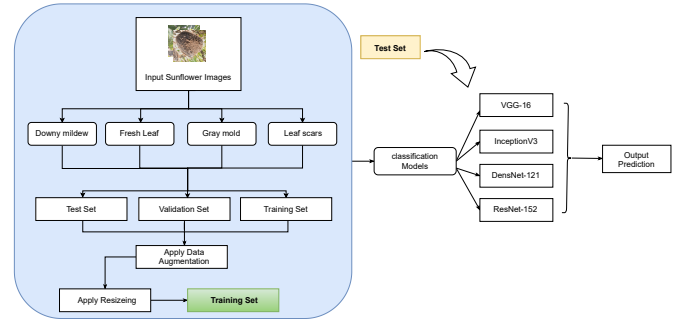 Input Sunflower Images
Test Set
VGG-16
Downy mildew
Fresh Leaf
Gray mold
Leaf scars
InceptionV3
classification
Models
Output
Prediction
DensNet-121
Test Set
Validation Set
Training Set
ResNet-152
Apply Data
Augmentation
Apply Resizeing
Training Set